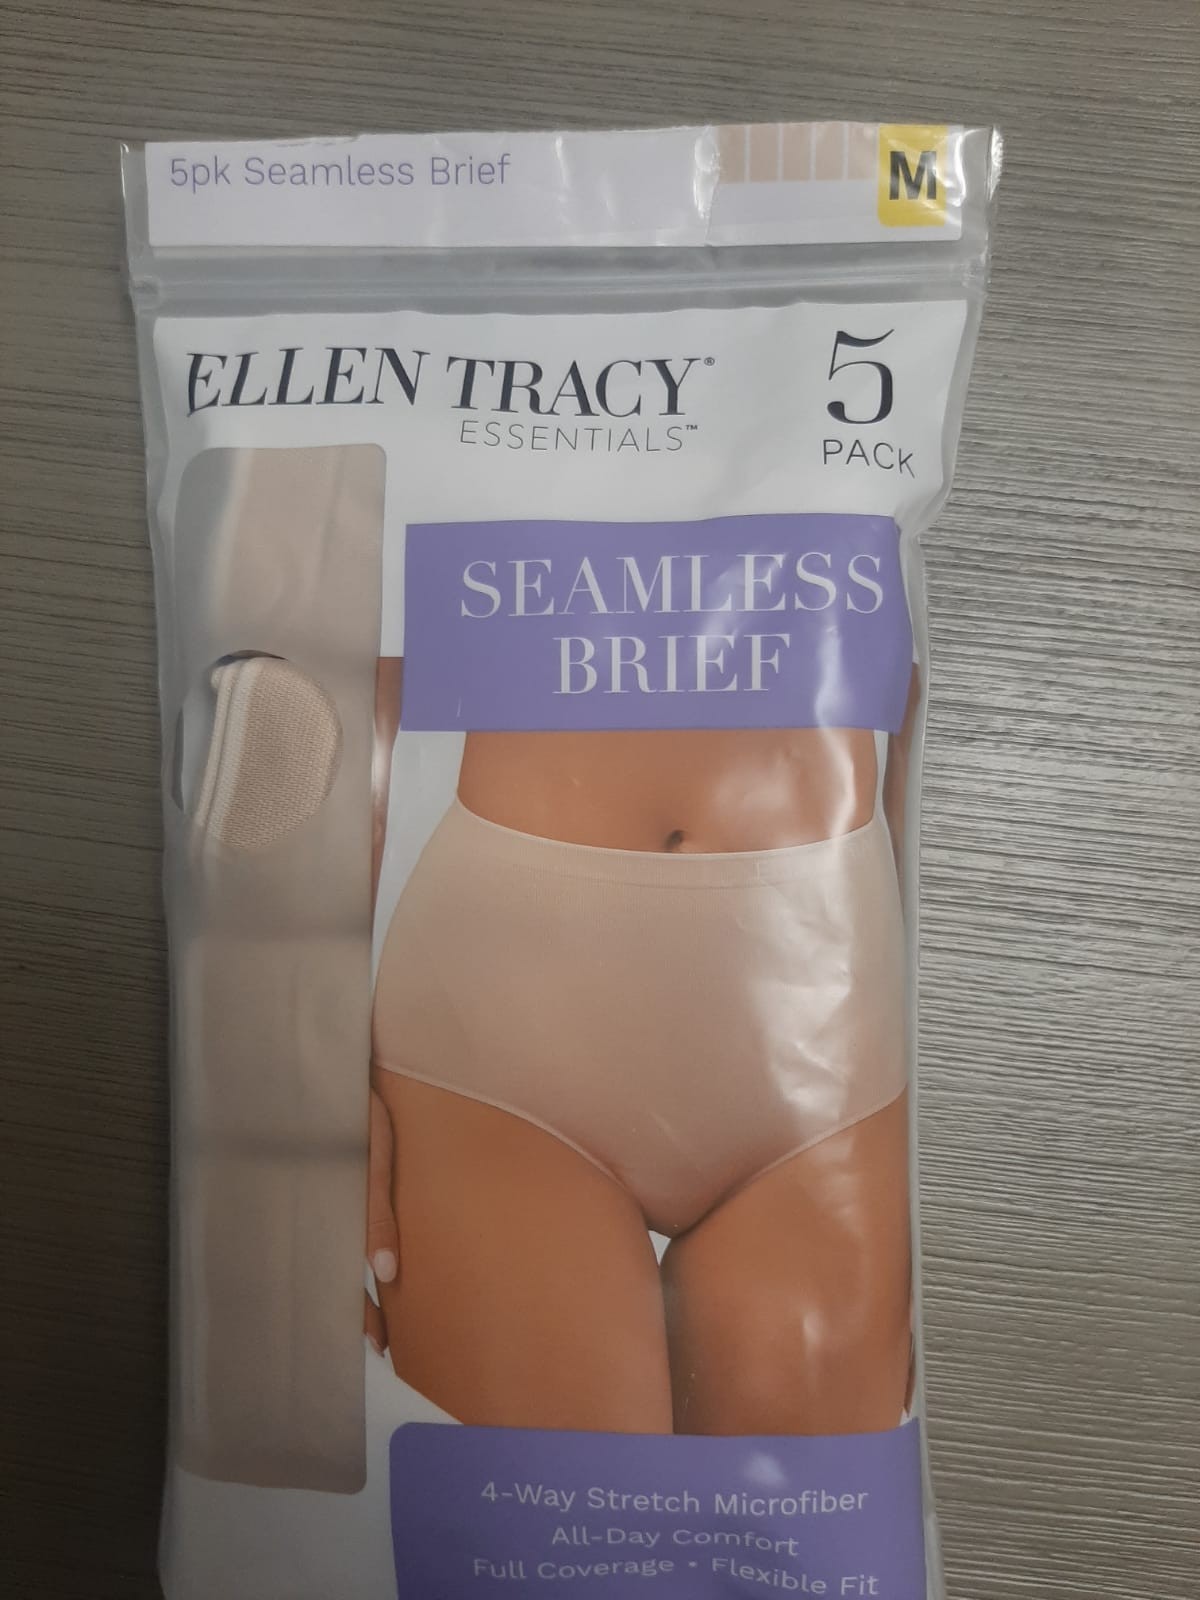 5pk Seamless Brief
M
ELLEN TRACY®
ESSENTIALS™
5
PACK
SEAMLESS
BRIEF
4-Way Stretch Microfiber
All-Day Comfort
Full Coverage • Flexible Fit